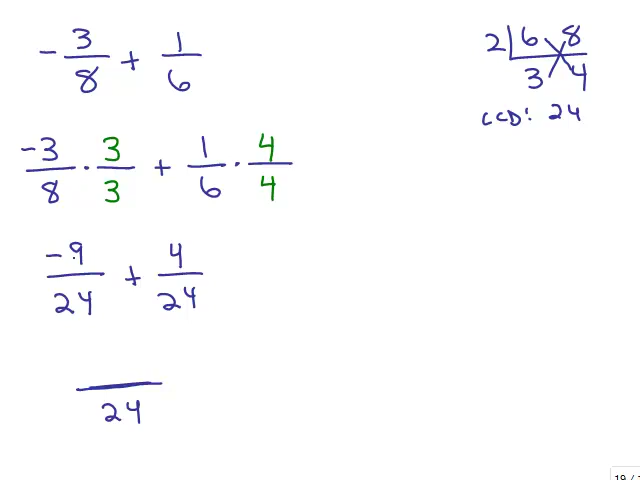 - 3/8 + 1/6
2 | 6 8
3 4
LCD: 24
-3/8 · 3/3 + 1/6 · 4/4
-9/24 + 4/24
/24
19 /